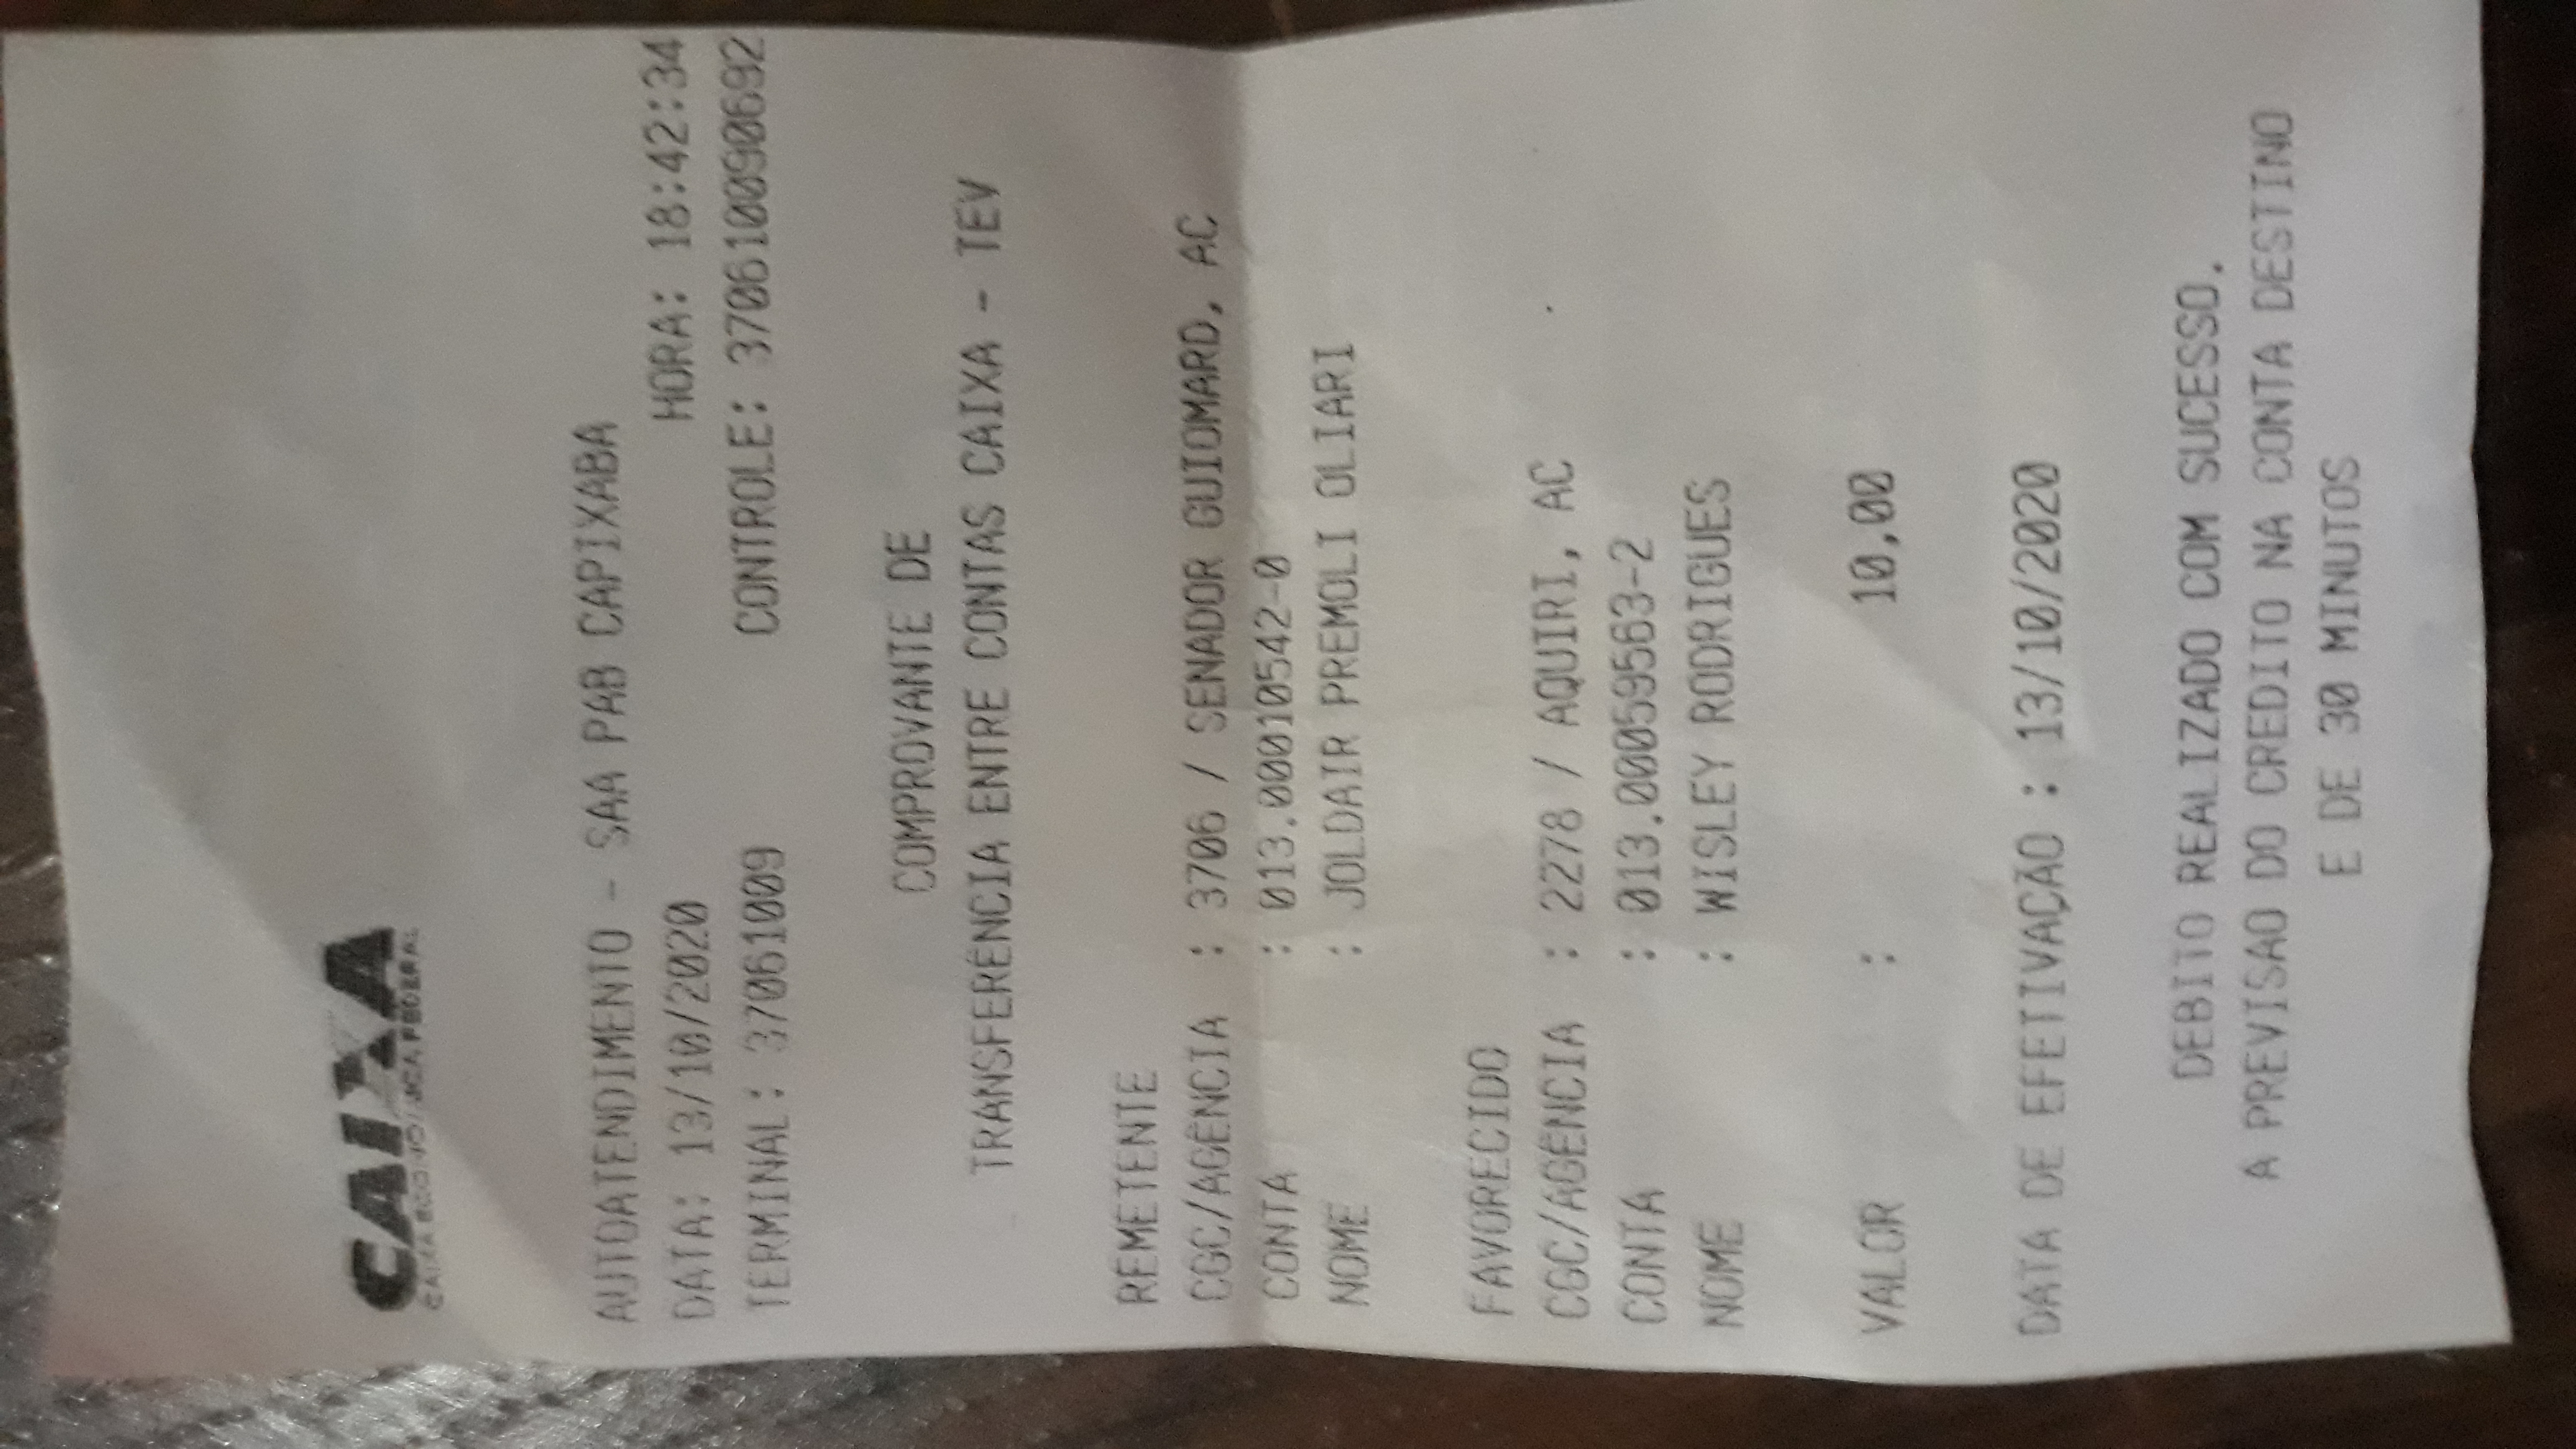 CAIXA
CAIXA ECONÔMICA FEDERAL
AUTOATENDIMENTO - SAA PAB CAPIXABA
DATA: 13/10/2020 HORA: 18:42:34
TERMINAL: 37061009 CONTROLE: 370610090692
COMPROVANTE DE
TRANSFERÊNCIA ENTRE CONTAS CAIXA - TEV
REMETENTE
CGC/AGÊNCIA : 3706 / SENADOR GUIOMARD, AC
CONTA : 013.00010542-0
NOME : JOLDAIR PREMOLI OLIARI
FAVORECIDO
CGC/AGÊNCIA : 2278 / AQUIRI, AC
CONTA : 013.00059563-2
NOME : WISLEY RODRIGUES
VALOR : 10,00
DATA DE EFETIVAÇÃO : 13/10/2020
DEBITO REALIZADO COM SUCESSO.
A PREVISAO DO CREDITO NA CONTA DESTINO
E DE 30 MINUTOS